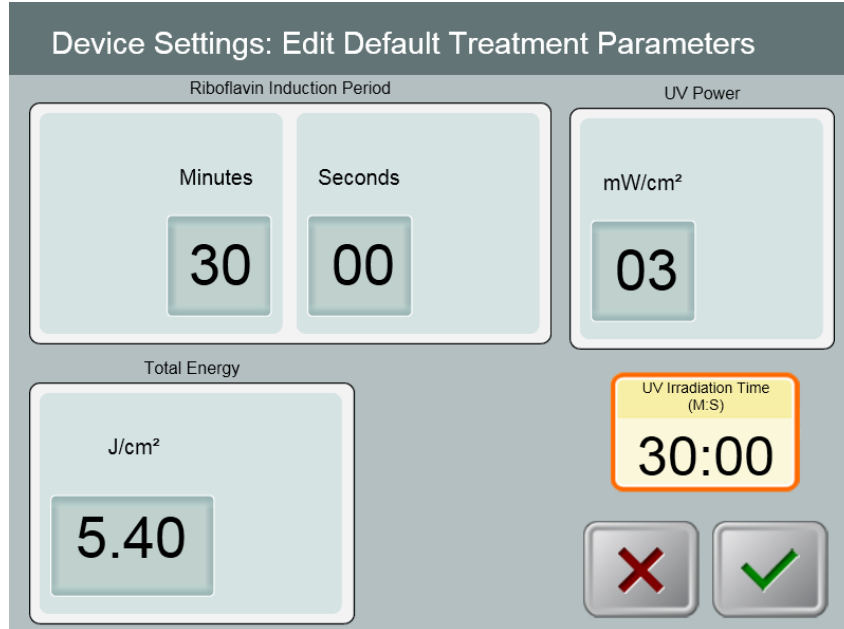 Device Settings: Edit Default Treatment Parameters
Riboflavin Induction Period
Minutes
Seconds
30
00
UV Power
mW/cm²
03
Total Energy
J/cm²
5.40
UV Irradiation Time
(M:S)
30:00